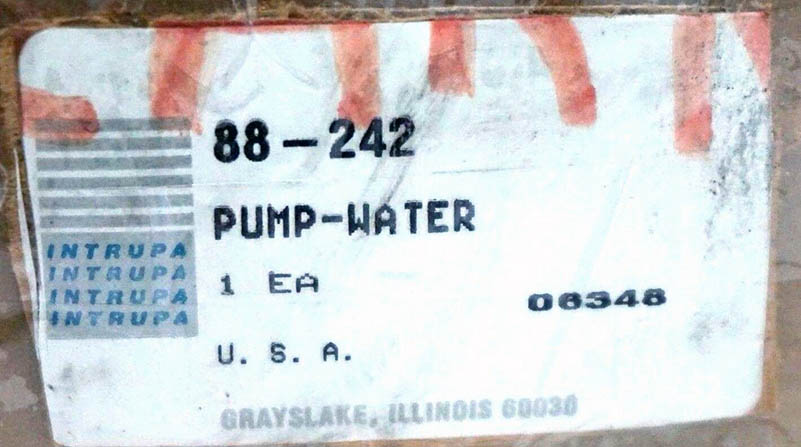 88-242
PUMP-WATER
INTRUPA
INTRUPA
INTRUPA
INTRUPA
1 EA
06348
U. S. A.
GRAYSLAKE, ILLINOIS 60030